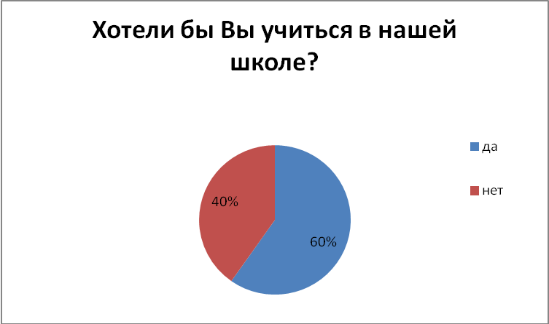 Хотели бы Вы учиться в нашей
школе?
да
40%
нет
60%